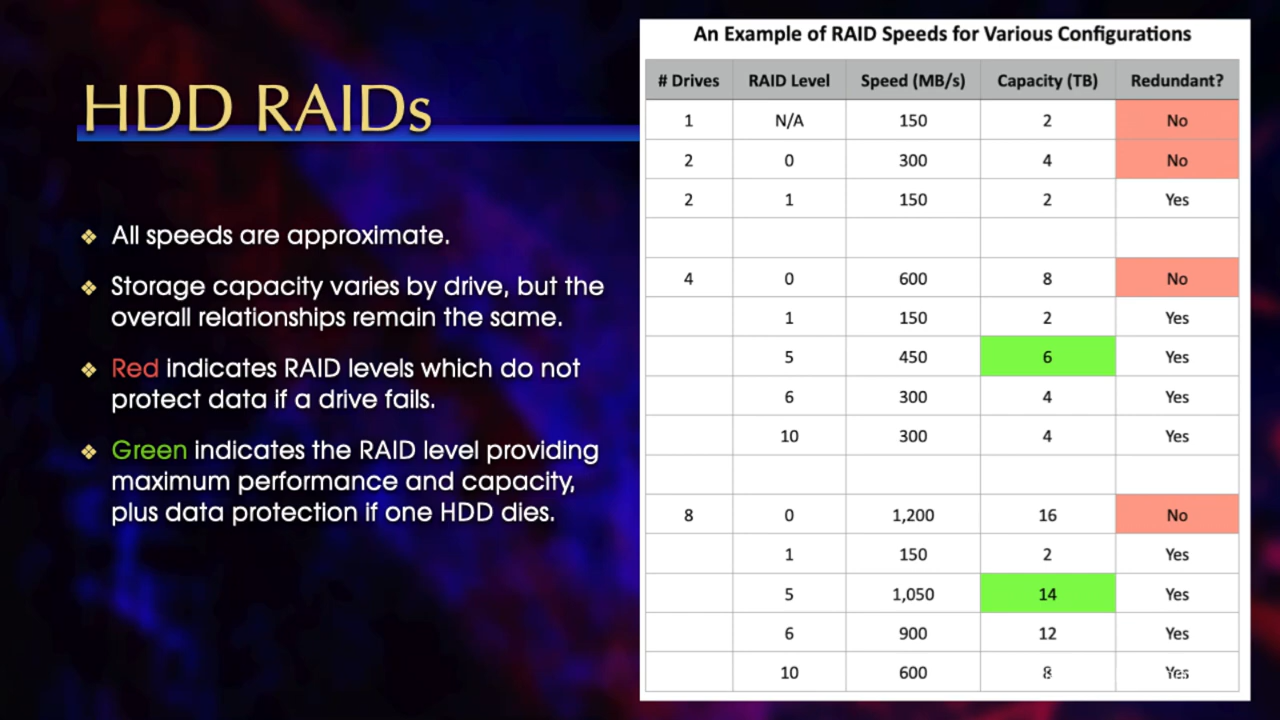 HDD RAIDs
❖ All speeds are approximate.
❖ Storage capacity varies by drive, but the
overall relationships remain the same.
❖ Red indicates RAID levels which do not
protect data if a drive fails.
❖ Green indicates the RAID level providing
maximum performance and capacity,
plus data protection if one HDD dies.
An Example of RAID Speeds for Various Configurations
# Drives RAID Level Speed (MB/s) Capacity (TB) Redundant?
1 N/A 150 2 No
2 0 300 4 No
2 1 150 2 Yes
4 0 600 8 No
1 150 2 Yes
5 450 6 Yes
6 300 4 Yes
10 300 4 Yes
8 0 1,200 16 No
1 150 2 Yes
5 1,050 14 Yes
6 900 12 Yes
10 600 8 Yes